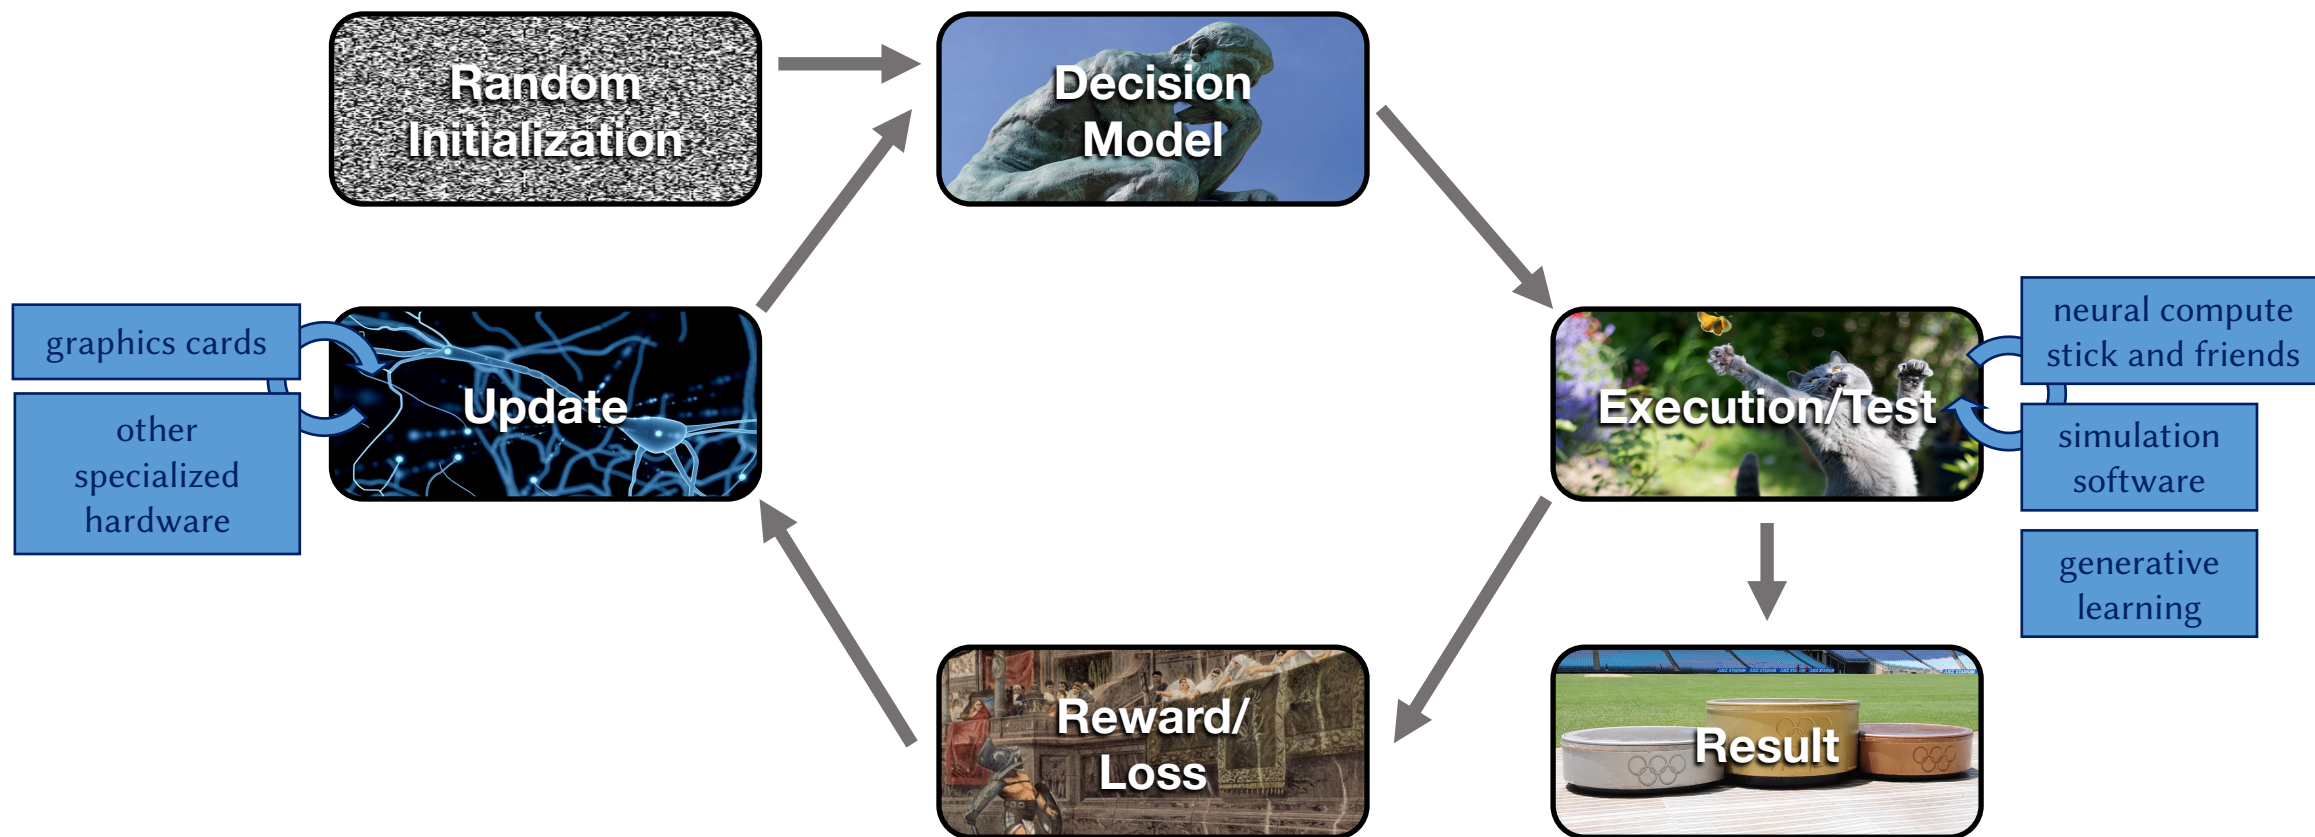 Random
Initialization
Decision
Model
graphics cards
other
specialized
hardware
Update
Execution/Test
neural compute
stick and friends
simulation
software
generative
learning
Reward/
Loss
Result